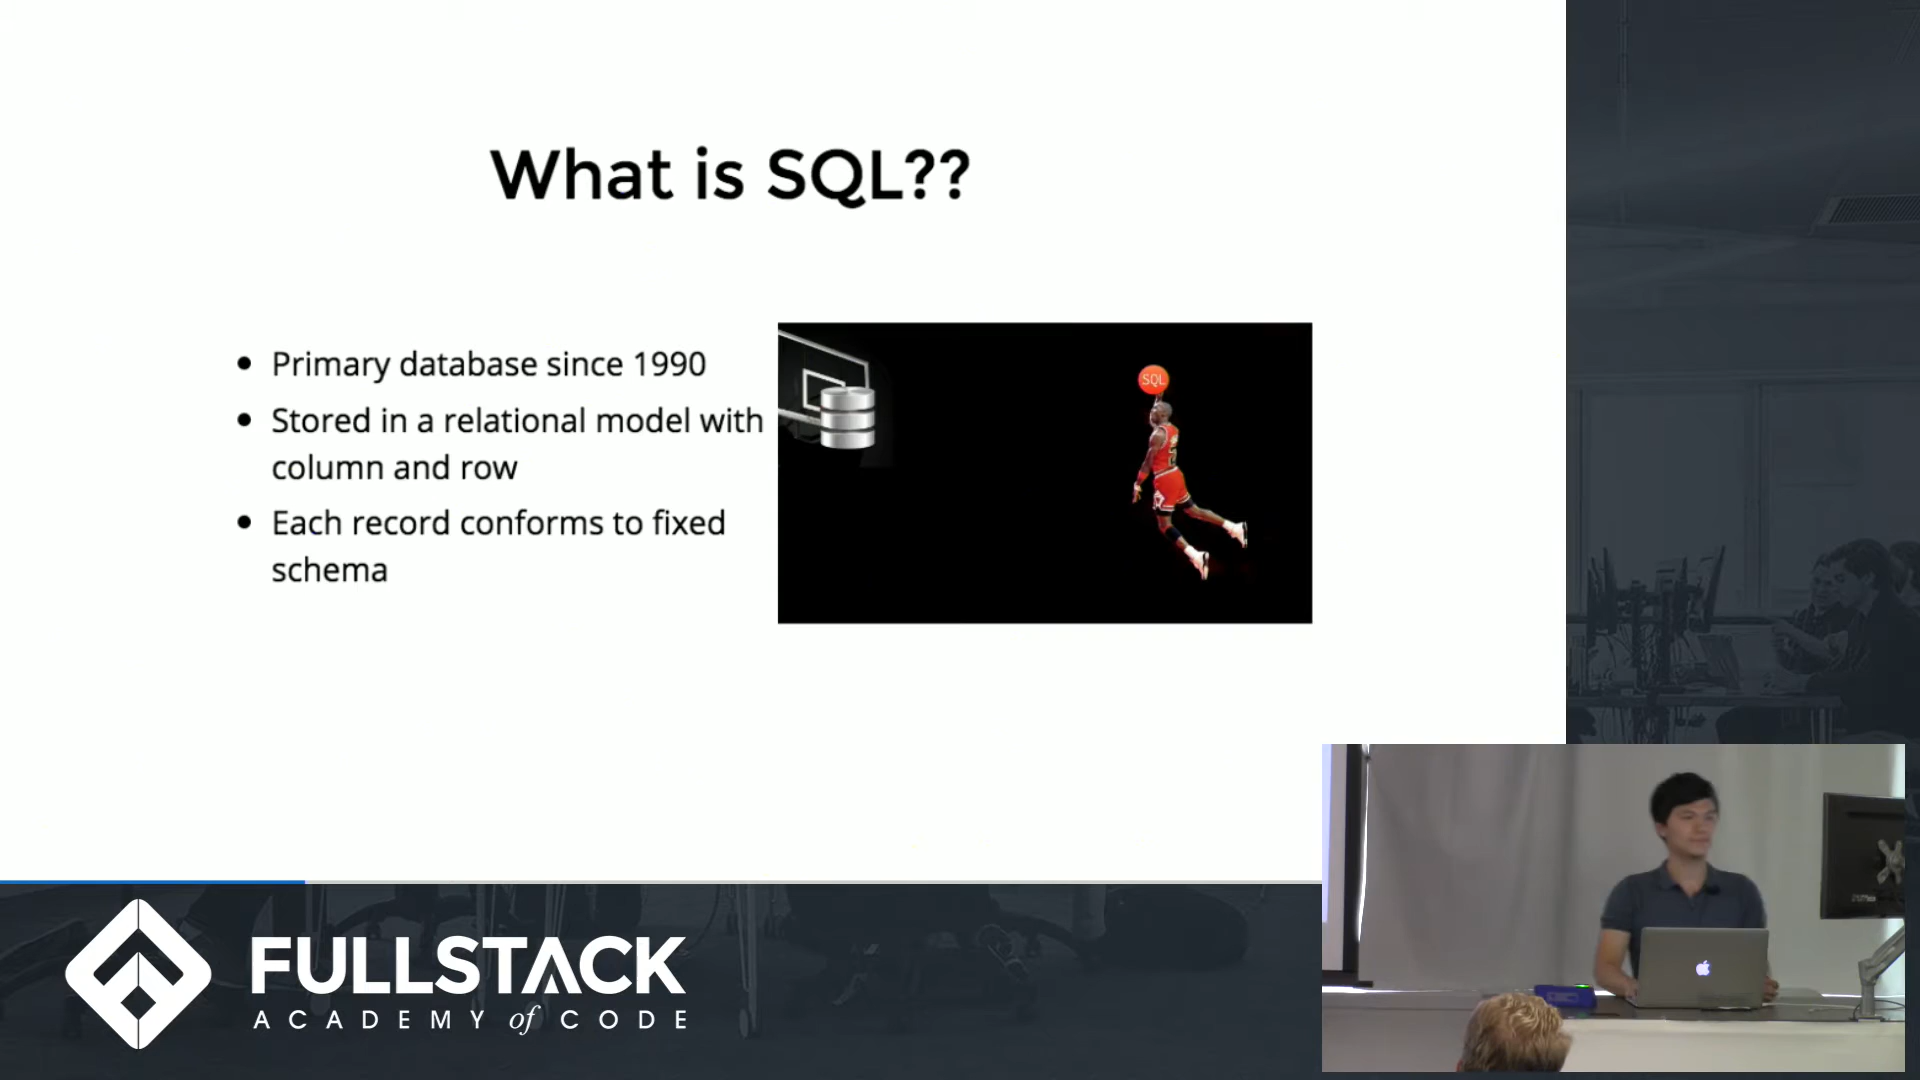 What is SQL??
• Primary database since 1990
• Stored in a relational model with
column and row
• Each record conforms to fixed
schema
SQL
FULLSTACK
ACADEMY of CODE